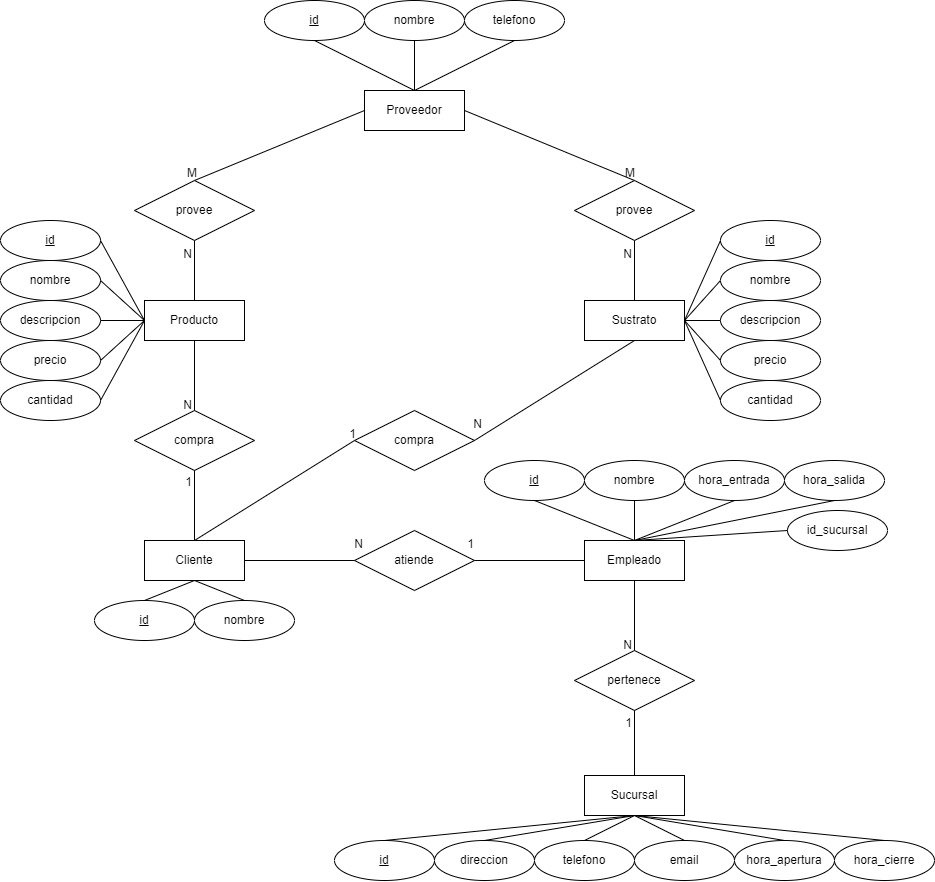 id
nombre
telefono
Proveedor
M
M
provee
provee
N
N
id
nombre
descripcion
precio
cantidad
Producto
Sustrato
id
nombre
descripcion
precio
cantidad
N
compra
1
1
compra
N
id
nombre
hora_entrada
hora_salida
id_sucursal
Cliente
N
atiende
1
Empleado
id
nombre
N
pertenece
1
Sucursal
id
direccion
telefono
email
hora_apertura
hora_cierre